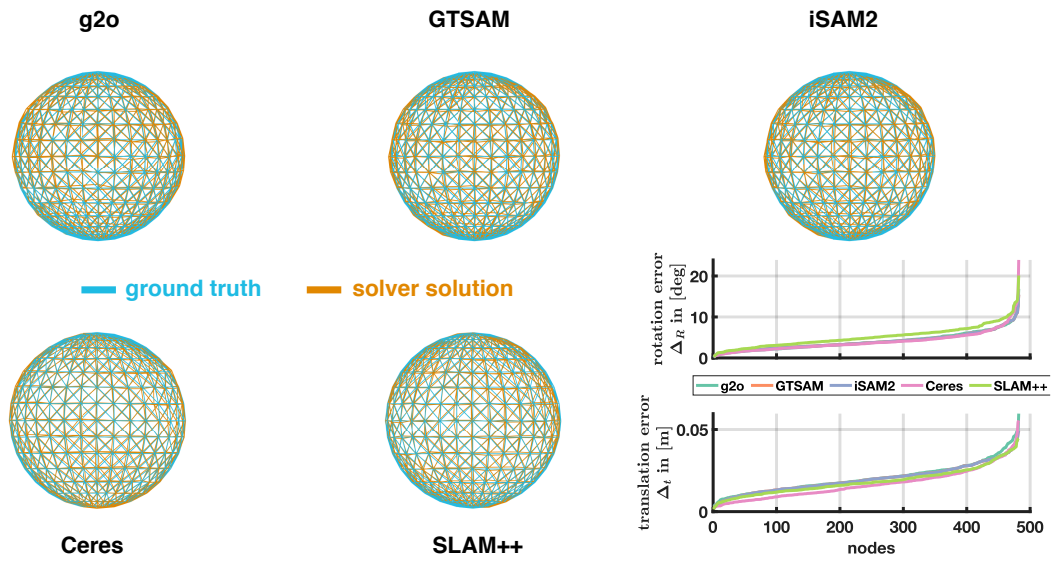 g2o GTSAM iSAM2
ground truth solver solution
rotation error
Δ_R in [deg]
20
10
0
g2o GTSAM iSAM2 Ceres SLAM++
translation error
Δ_t in [m]
0.05
0
0 100 200 300 400 500
nodes
Ceres SLAM++